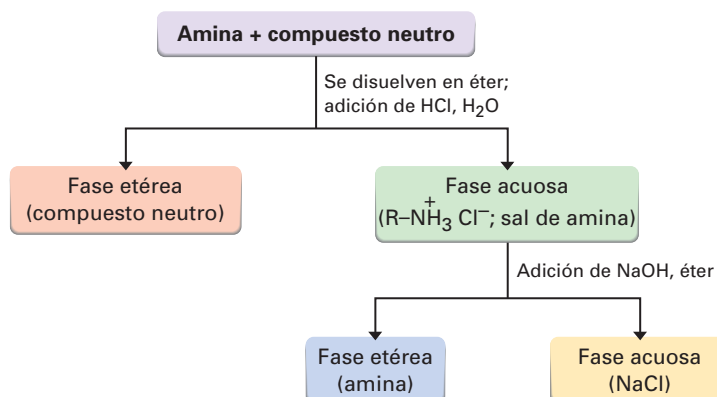 Amina + compuesto neutro
Se disuelven en éter;
adición de HCl, H₂O
Fase etérea
(compuesto neutro)
Fase acuosa
(R–N⁺H₃ Cl⁻; sal de amina)
Adición de NaOH, éter
Fase etérea
(amina)
Fase acuosa
(NaCl)